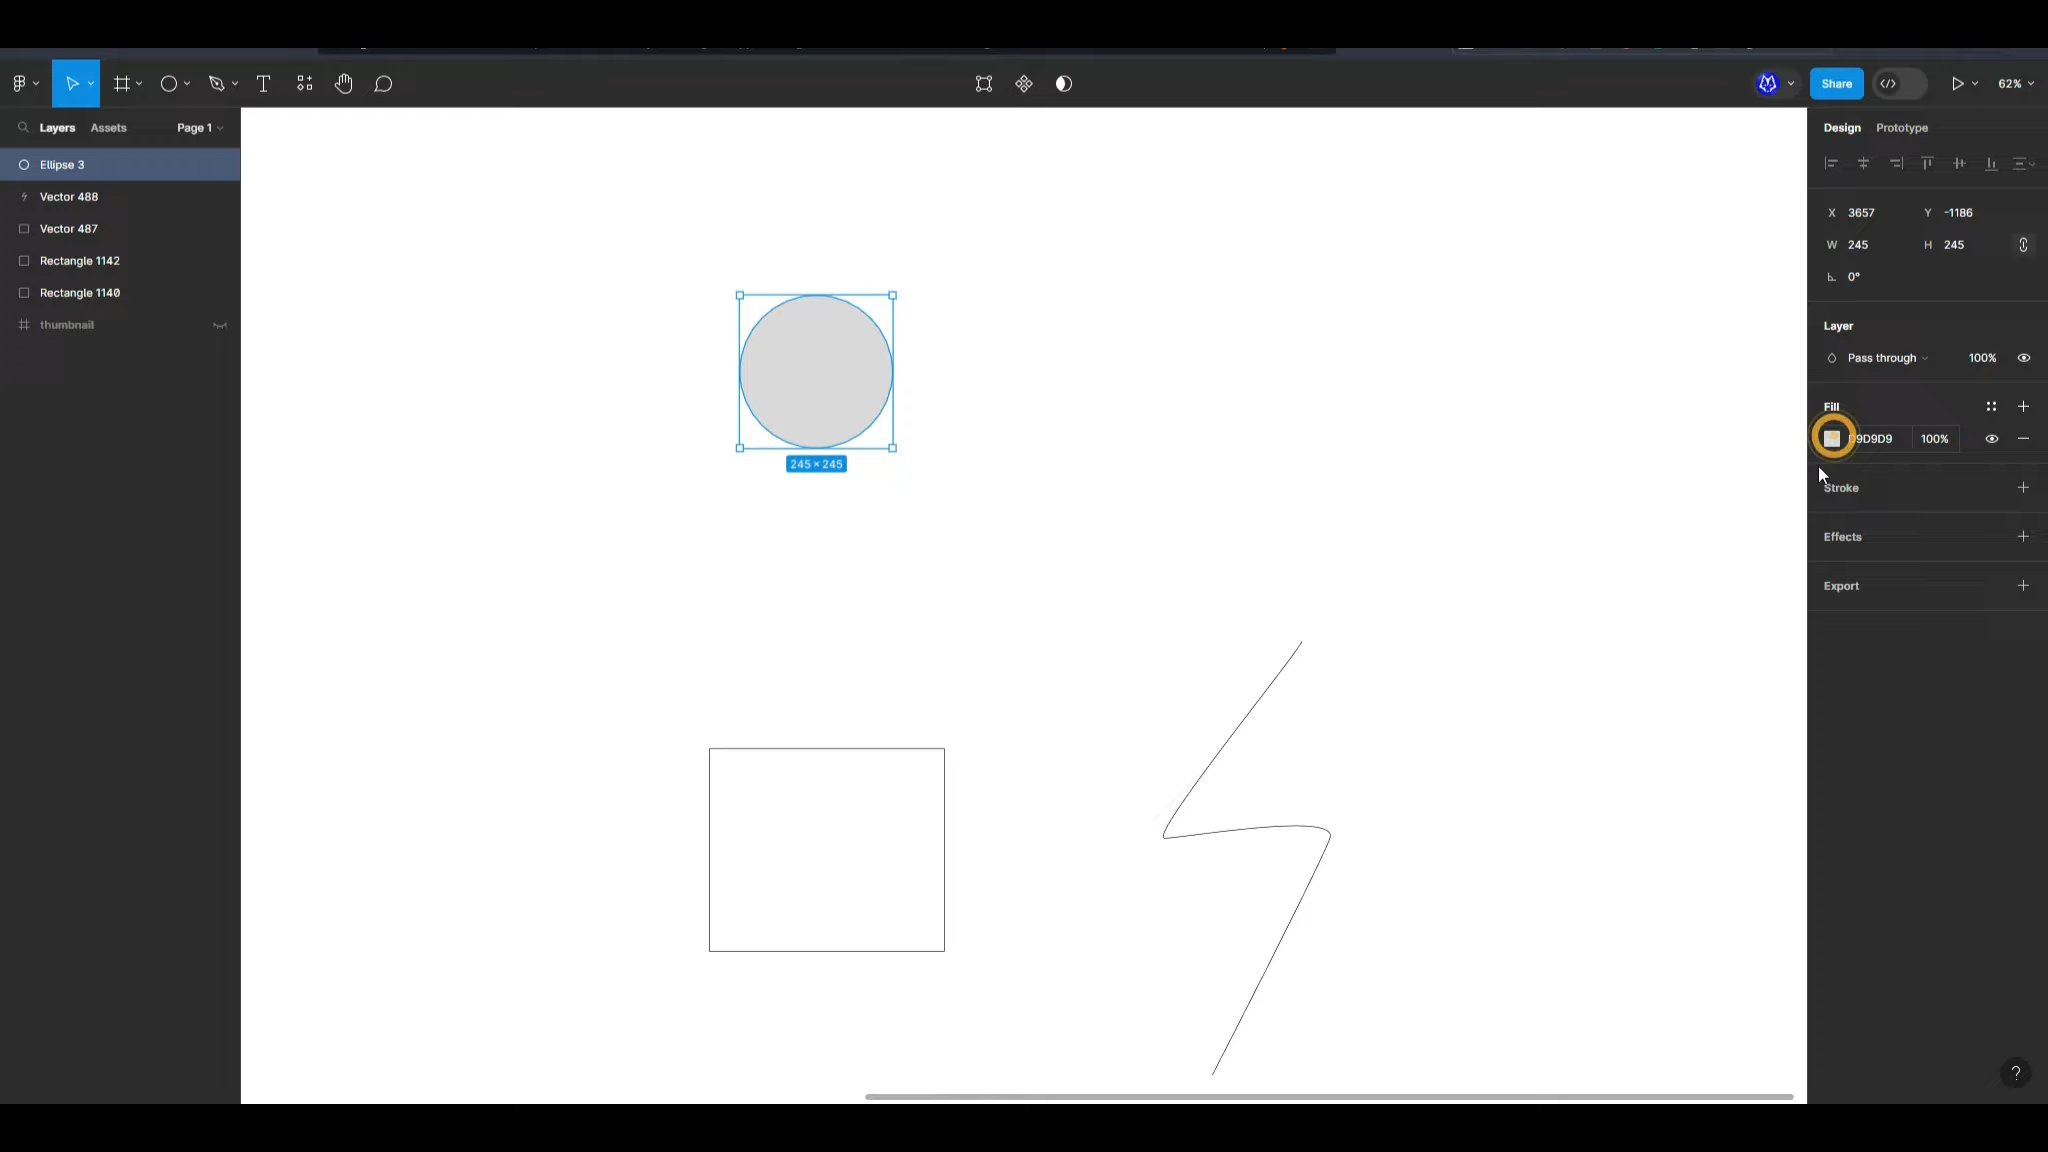 Share
62%
Layers Assets Page 1
Design Prototype
Ellipse 3
Vector 488
Vector 487
Rectangle 1142
Rectangle 1140
thumbnail
X 3657 Y -1186
W 245 H 245
0°
Layer
Pass through 100%
Fill
9D9D9 100%
245 × 245
Stroke
Effects
Export
?